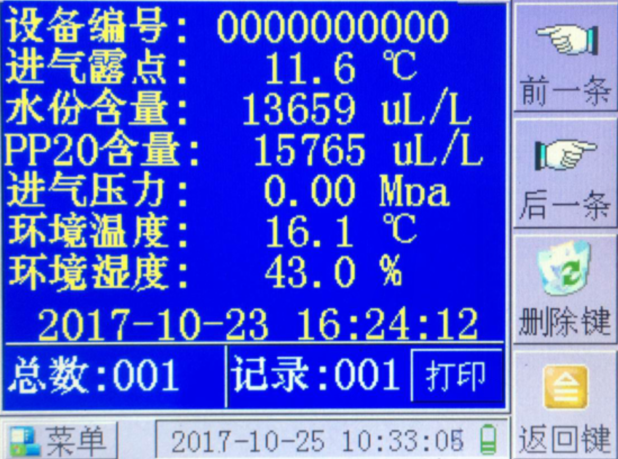 设备编号: 0000000000
进气露点: 11.6 ℃
水份含量: 13659 uL/L
PP20含量: 15765 uL/L
进气压力: 0.00 Mpa
环境温度: 16.1 ℃
环境湿度: 43.0 %
2017-10-23 16:24:12
总数:001 记录:001 打印
前一条
后一条
删除键
返回键
菜单 2017-10-25 10:33:05